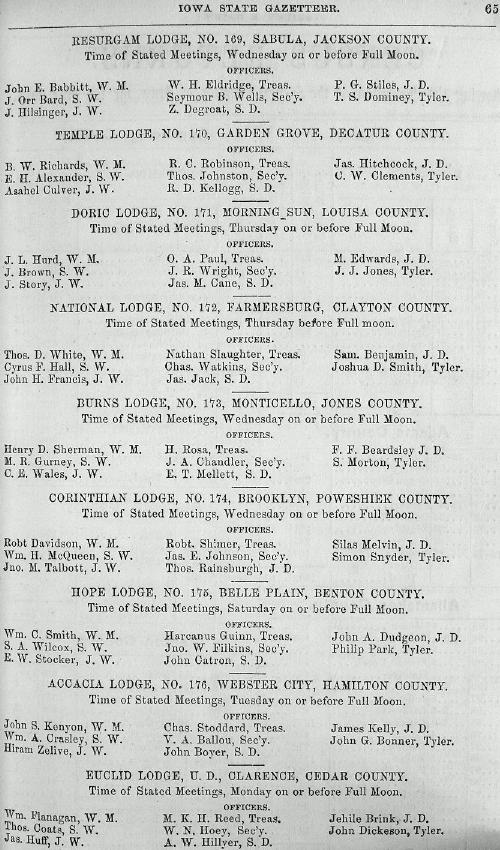 IOWA STATE GAZETTEER. 65
RESURGAM LODGE, NO. 169, SABULA, JACKSON COUNTY.
Time of Stated Meetings, Wednesday on or before Full Moon.
OFFICERS.
John E. Babbitt, W. M. W. H. Eldridge, Treas. P. G. Stiles, J. D.
J. Orr Bard, S. W. Seymour B. Wells, Sec'y. T. S. Dominey, Tyler.
J. Hilsinger, J. W. Z. Degroat, S. D.
TEMPLE LODGE, NO. 170, GARDEN GROVE, DECATUR COUNTY.
OFFICERS.
B. W. Richards, W. M. R. C. Robinson, Treas. Jas. Hitchcock, J. D.
E. H. Alexander, S. W. Thos. Johnston, Sec'y. C. W. Clements, Tyler.
Asahel Culver, J. W. R. D. Kellogg, S. D.
DORIC LODGE, NO. 171, MORNING SUN, LOUISA COUNTY.
Time of Stated Meetings, Thursday on or before Full Moon.
OFFICERS.
J. L. Hurd, W. M. O. A. Paul, Treas. M. Edwards, J. D.
J. Brown, S. W. J. R. Wright, Sec'y. J. J. Jones, Tyler.
J. Story, J. W. Jas. M. Cane, S. D.
NATIONAL LODGE, NO. 172, FARMERSBURG, CLAYTON COUNTY.
Time of Stated Meetings, Thursday before Full moon.
OFFICERS.
Thos. D. White, W. M. Nathan Slaughter, Treas. Sam. Benjamin, J. D.
Cyrus F. Hall, S. W. Chas. Watkins, Sec'y. Joshua D. Smith, Tyler.
John H. Francis, J. W. Jas. Jack, S. D.
BURNS LODGE, NO. 173, MONTICELLO, JONES COUNTY.
Time of Stated Meetings, Wednesday on or before Full Moon.
OFFICERS.
Henry D. Sherman, W. M. H. Rosa, Treas. F. F. Beardsley J. D.
M. R. Gurney, S. W. J. A. Chandler, Sec'y. S. Morton, Tyler.
C. E. Wales, J. W. E. T. Mellett, S. D.
CORINTHIAN LODGE, NO. 174, BROOKLYN, POWESHIEK COUNTY.
Time of Stated Meetings, Wednesday on or before Full Moon.
OFFICERS.
Robt Davidson, W. M. Robt. Shimer, Treas. Silas Melvin, J. D.
Wm. H. McQueen, S. W. Jas. E. Johnson, Sec'y. Simon Snyder, Tyler.
Jno. M. Talbott, J. W. Thos. Rainsburgh, J. D.
HOPE LODGE, NO. 175, BELLE PLAIN, BENTON COUNTY.
Time of Stated Meetings, Saturday on or before Full Moon.
OFFICERS.
Wm. C. Smith, W. M. Harcanus Guinn, Treas. John A. Dudgeon, J. D.
S. A. Wilcox, S. W. Jno. W. Filkins, Sec'y. Philip Park, Tyler.
E. W. Stocker, J. W. John Catron, S. D.
ACCACIA LODGE, NO. 176, WEBSTER CITY, HAMILTON COUNTY.
Time of Stated Meetings, Tuesday on or before Full Moon.
OFFICERS.
John S. Kenyon, W. M. Chas. Stoddard, Treas. James Kelly, J. D.
Wm. A. Crasley, S. W. V. A. Ballou, Sec'y. John G. Bonner, Tyler.
Hiram Zelive, J. W. John Boyer, S. D.
EUCLID LODGE, U. D., CLARENCE, CEDAR COUNTY.
Time of Stated Meetings, Monday on or before Full Moon.
OFFICERS.
Wm. Flanagan, W. M. M. K. H. Reed, Treas. Jehile Brink, J. D.
Thos. Coats, S. W. W. N. Hoey, Sec'y. John Dickeson, Tyler.
Jas. Huff, J. W. A. W. Hillyer, S. D.